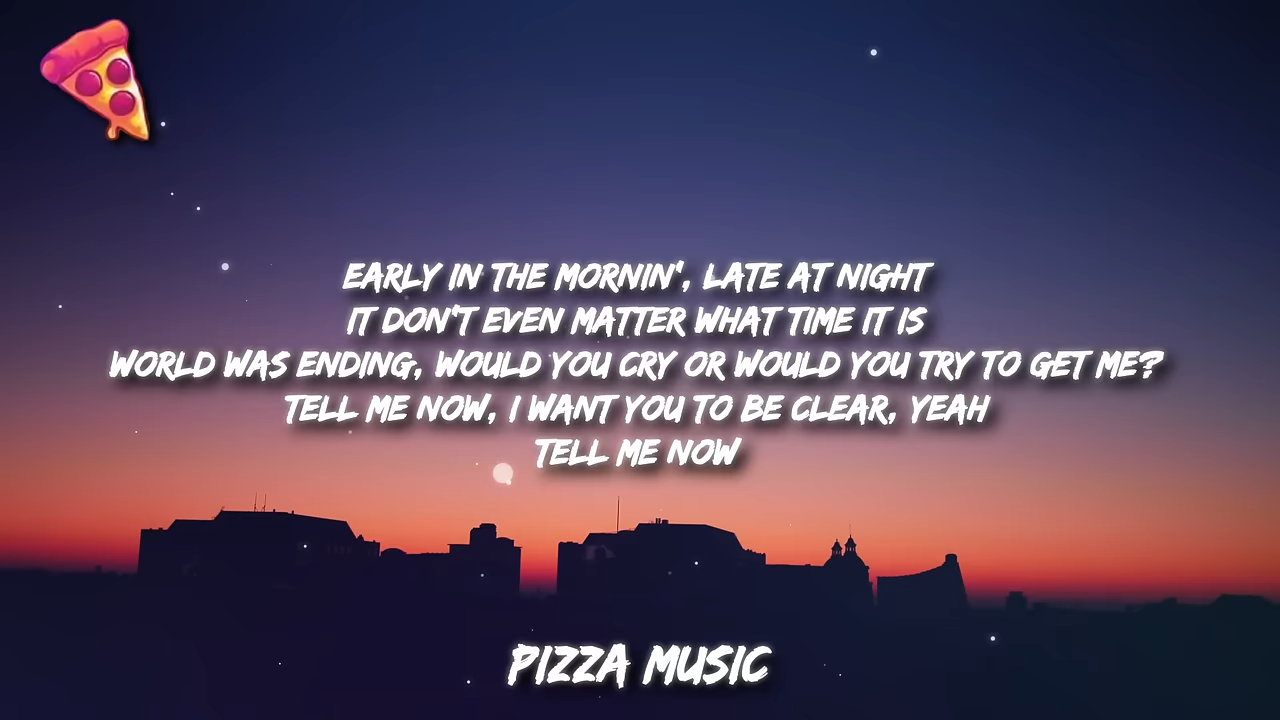 EARLY IN THE MORNIN', LATE AT NIGHT
IT DON'T EVEN MATTER WHAT TIME IT IS
WORLD WAS ENDING, WOULD YOU CRY OR WOULD YOU TRY TO GET ME?
TELL ME NOW, I WANT YOU TO BE CLEAR, YEAH
TELL ME NOW
PIZZA MUSIC